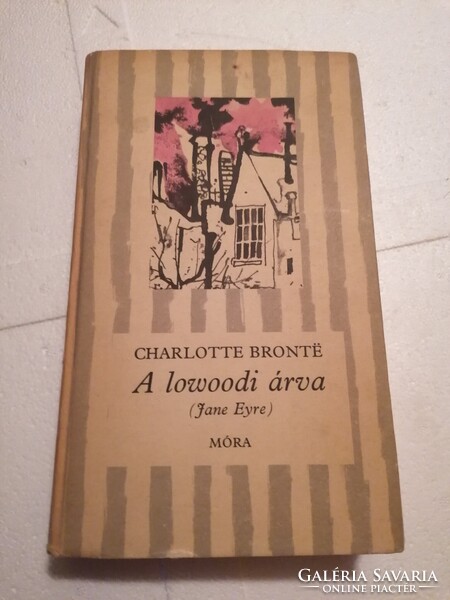 CHARLOTTE BRONTË
A lowoodi árva
(Jane Eyre)
MÓRA
GALÉRIA SAVARIA
ONLINE PIACTÉR